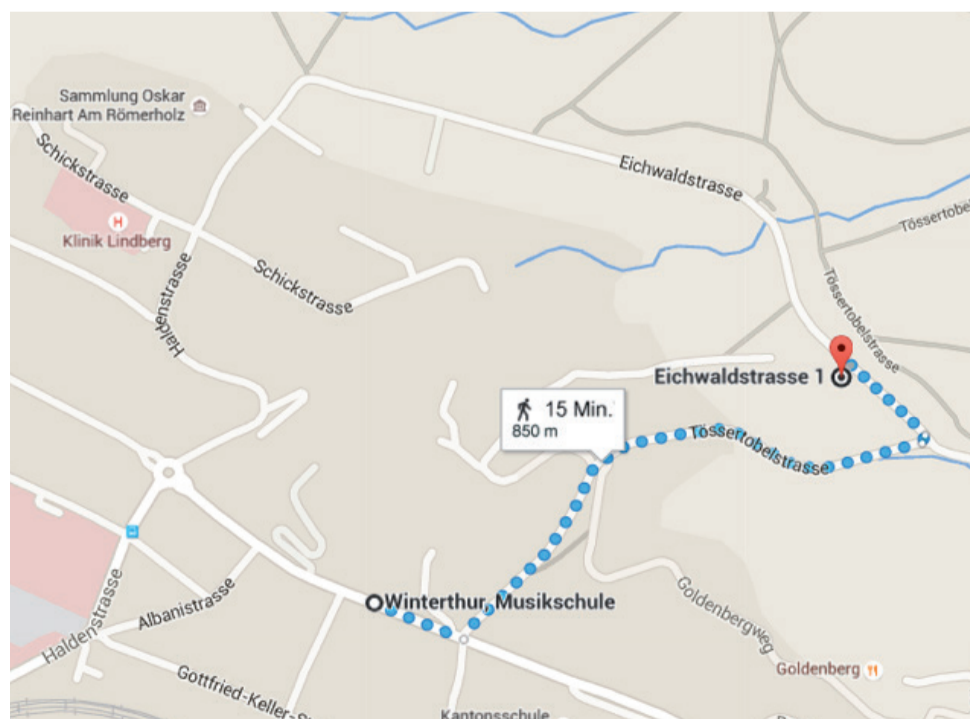 Sammlung Oskar
Reinhart Am Römerholz
Schickstrasse
Eichwaldstrasse
Klinik Lindberg
Tössertobels
Schickstrasse
Haldenstrasse
Tössertobelstrasse
Eichwaldstrasse 1
15 Min.
850 m
Tössertobelstrasse
Winterthur, Musikschule
Albanistrasse
Haldenstrasse
Goldenbergweg
Goldenberg
Gottfried-Keller-S
Kantonsschule